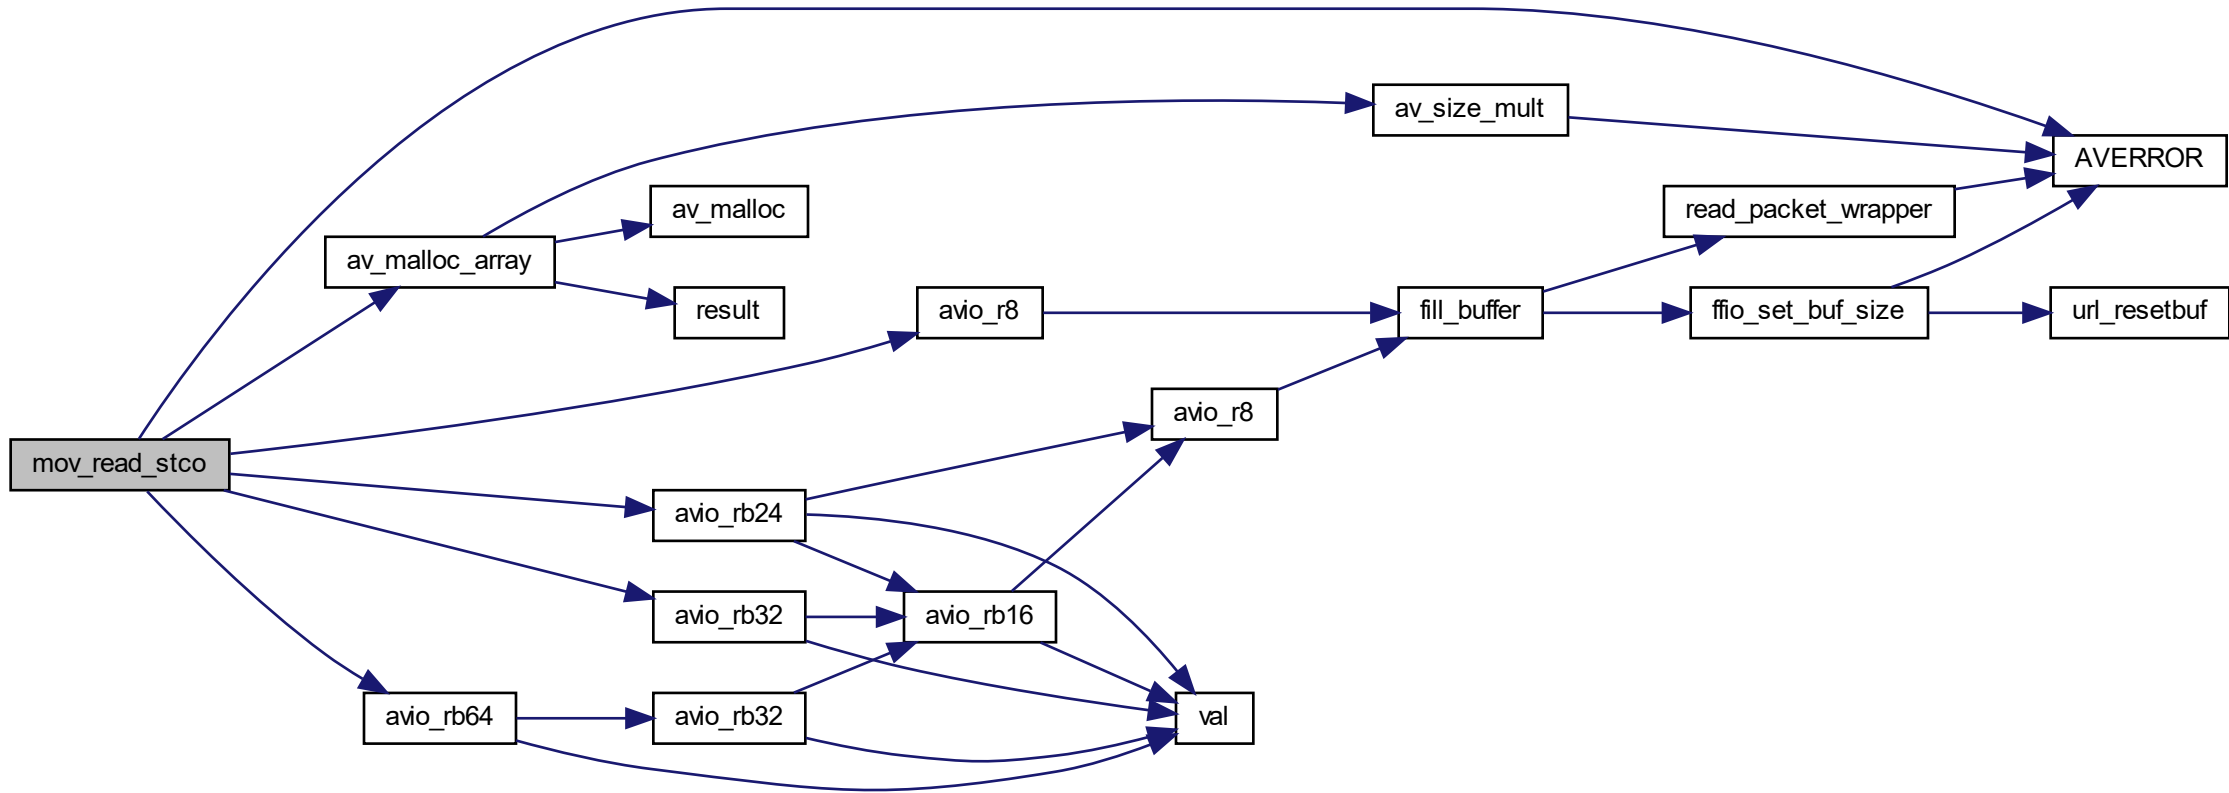 av_size_mult
AVERROR
av_malloc
read_packet_wrapper
av_malloc_array
result
avio_r8
fill_buffer
ffio_set_buf_size
url_resetbuf
avio_r8
mov_read_stco
avio_rb24
avio_rb32
avio_rb16
avio_rb64
avio_rb32
val